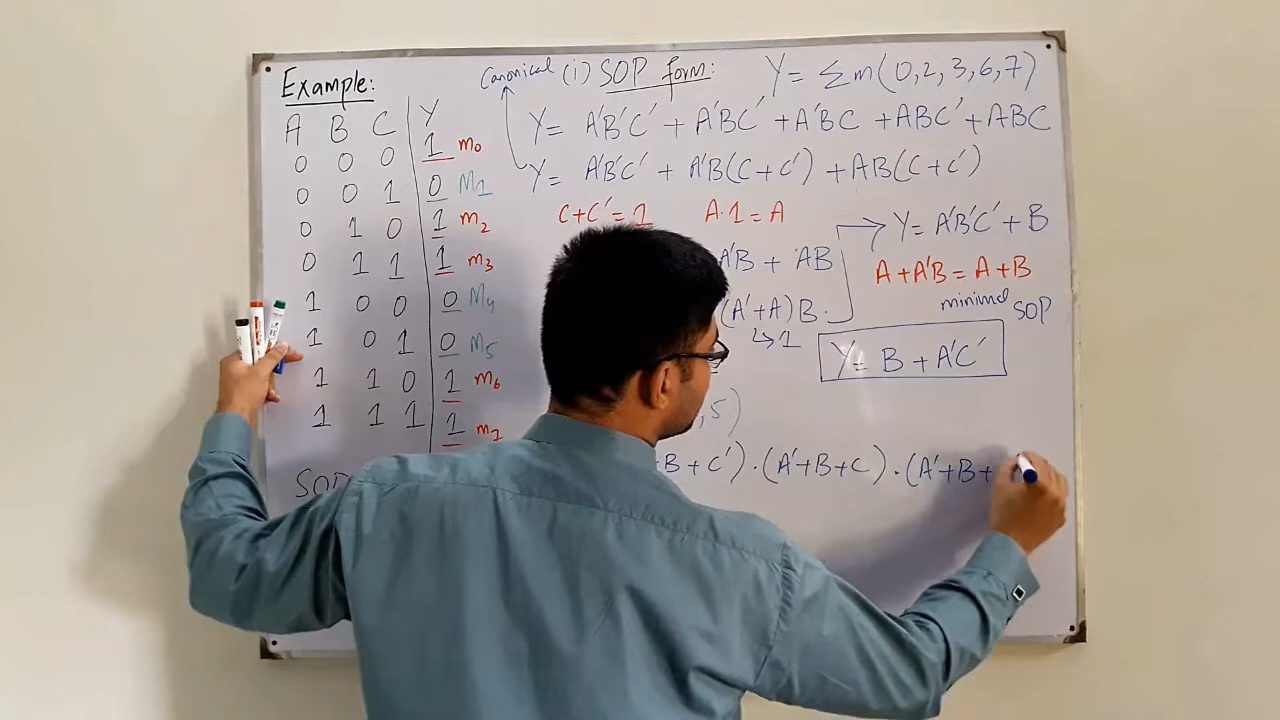 Example:
A B C Y
0 0 0 1 m₀
0 0 1 0 M₁
0 1 0 1 m₂
0 1 1 1 m₃
1 0 0 0 M₄
1 0 1 0 M₅
1 1 0 1 m₆
1 1 1 1 m₇
SOP
Canonical (i) SOP form: Y = Σm(0,2,3,6,7)
Y = A'B'C' + A'BC' + A'BC + ABC' + ABC
Y = A'B'C' + A'B(C+C') + AB(C+C')
C+C' = 1 A·1 = A
A'B + AB
(A'+A)B
↳1
→ Y = A'B'C' + B
A + A'B = A+B
minimal SOP
Y = B + A'C'
,5)
+B+C')·(A'+B+C)·(A'+B+